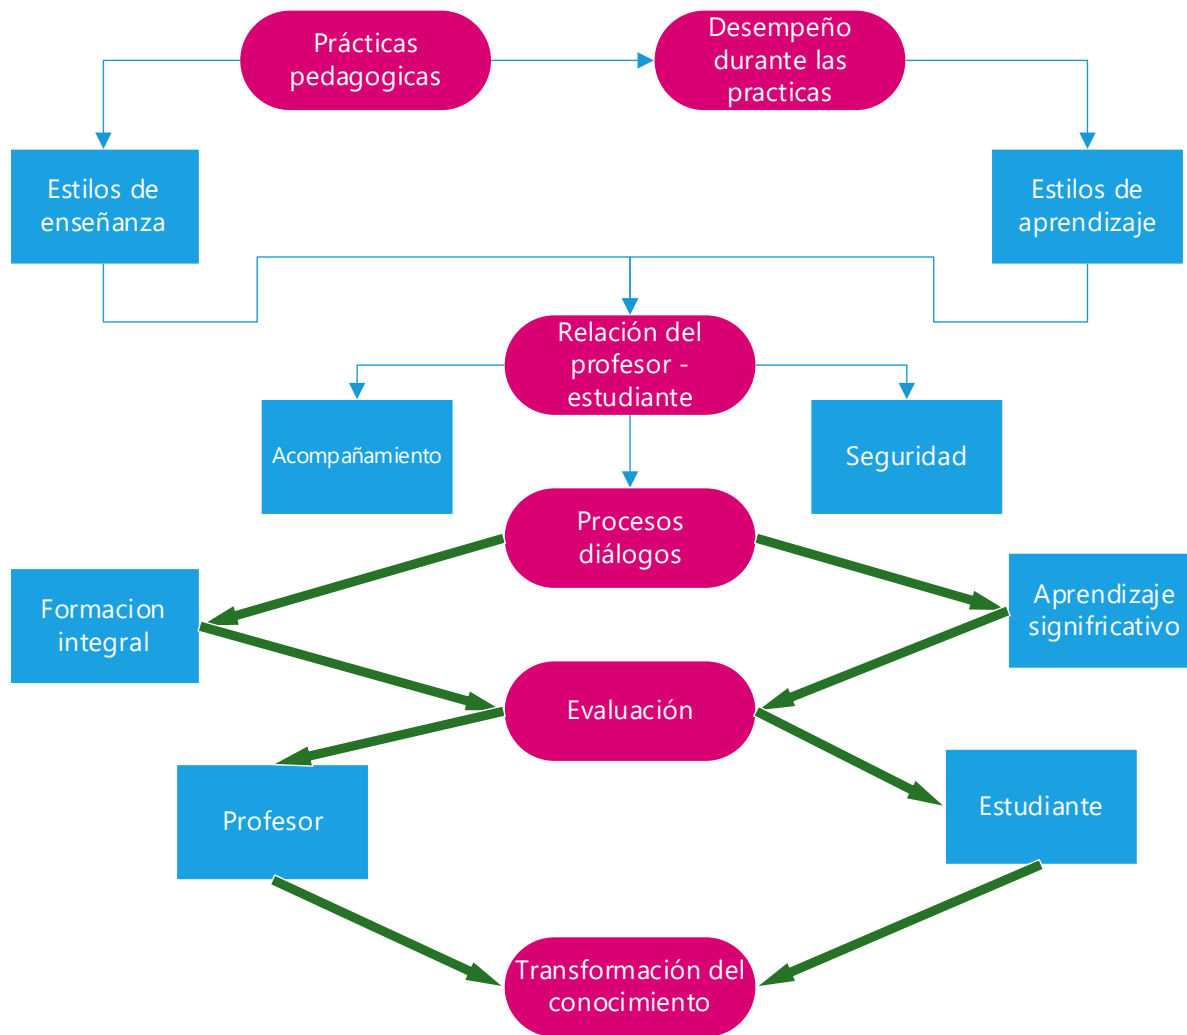 Prácticas
pedagogicas
Desempeño
durante las
practicas
Estilos de
enseñanza
Estilos de
aprendizaje
Relación del
profesor -
estudiante
Acompañamiento
Seguridad
Procesos
diálogos
Formacion
integral
Aprendizaje
signifricativo
Evaluación
Profesor
Estudiante
Transformación del
conocimiento